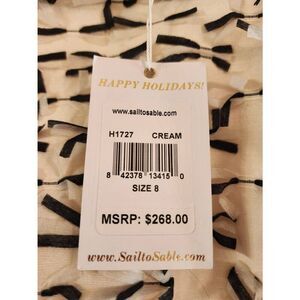 HAPPY HOLIDAYS!
www.sailtosable.com
H1727 CREAM
8 42378 13415 0
SIZE 8
MSRP: $268.00
www.SailtoSable.com